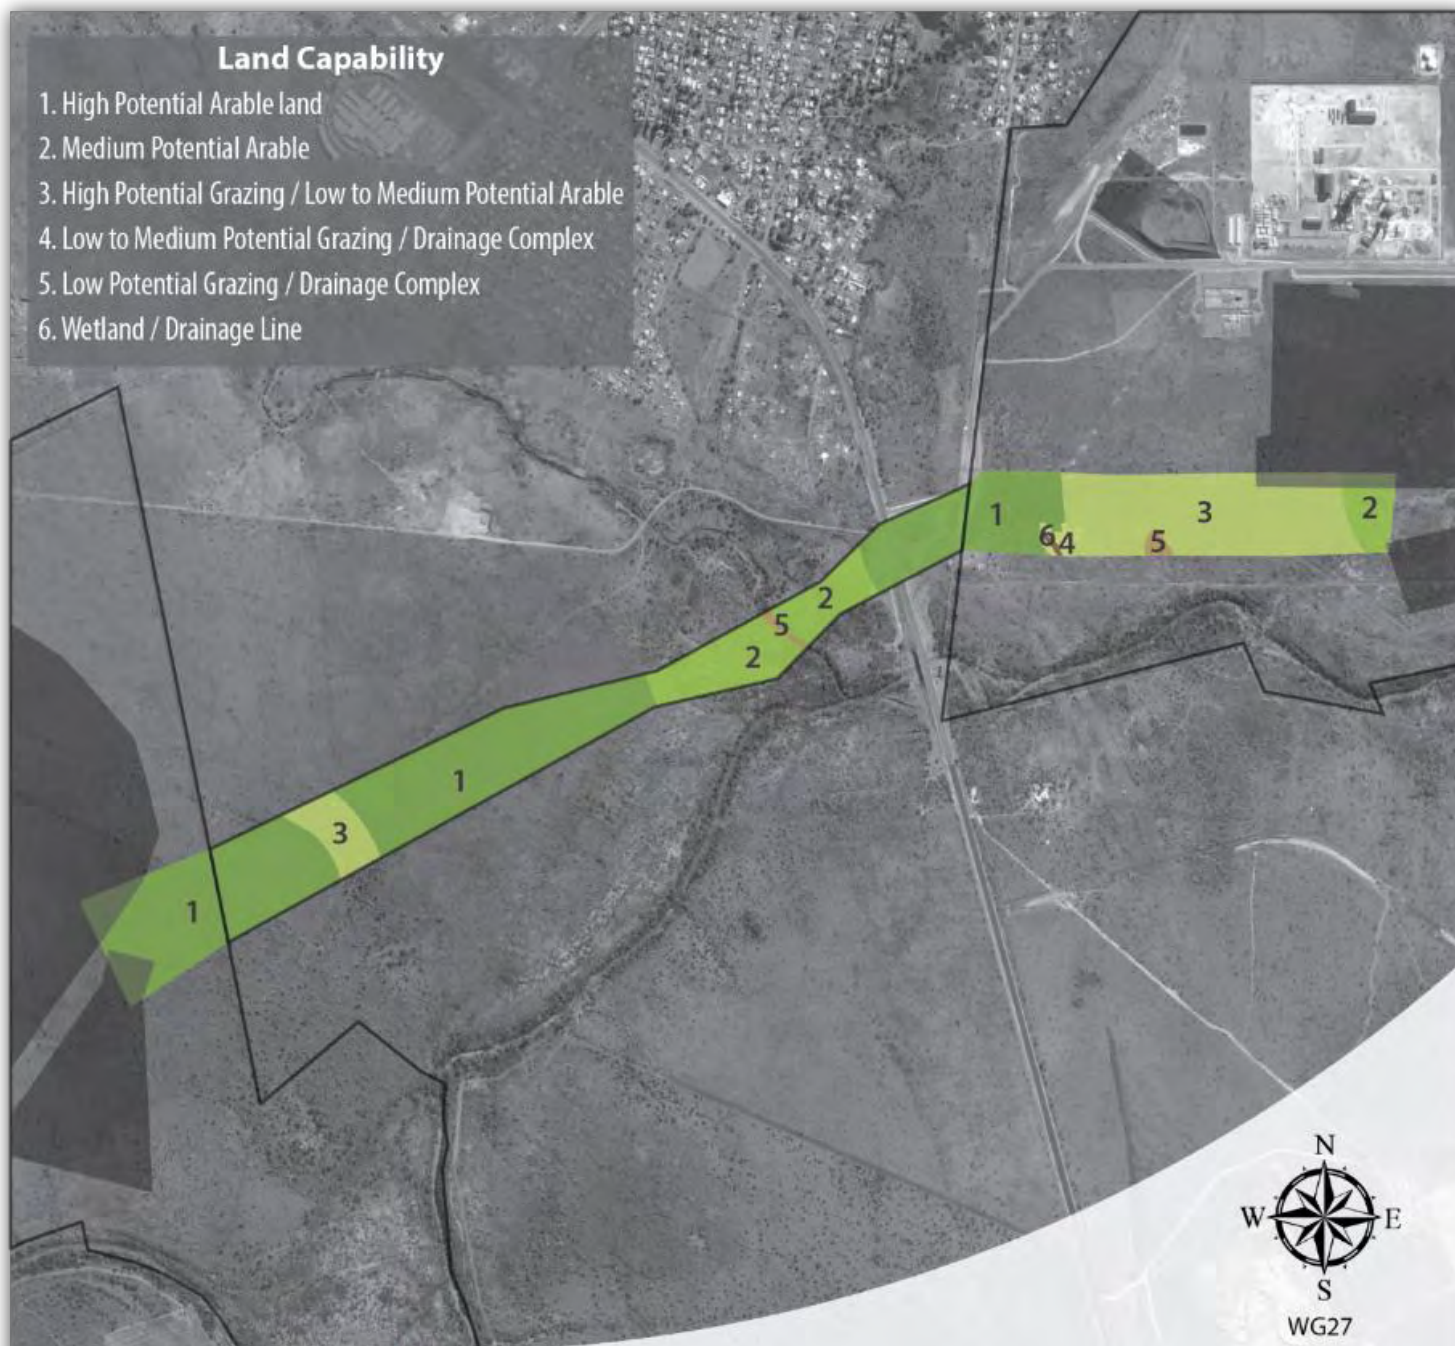 Land Capability
1. High Potential Arable land
2. Medium Potential Arable
3. High Potential Grazing / Low to Medium Potential Arable
4. Low to Medium Potential Grazing / Drainage Complex
5. Low Potential Grazing / Drainage Complex
6. Wetland / Drainage Line
1
3
2
6
4
5
2
5
2
1
3
1
N
W
E
S
WG27